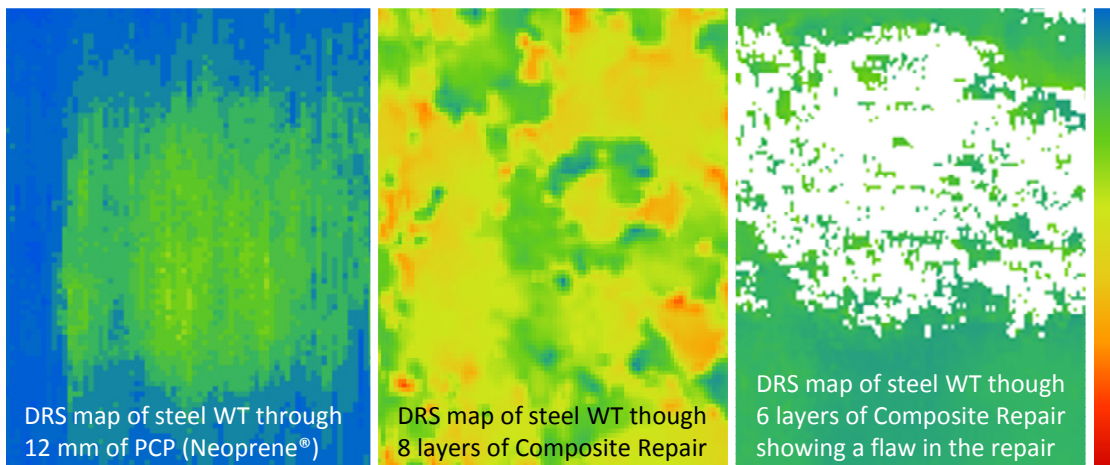 DRS map of steel WT through
12 mm of PCP (Neoprene®)
DRS map of steel WT though
8 layers of Composite Repair
DRS map of steel WT though
6 layers of Composite Repair
showing a flaw in the repair